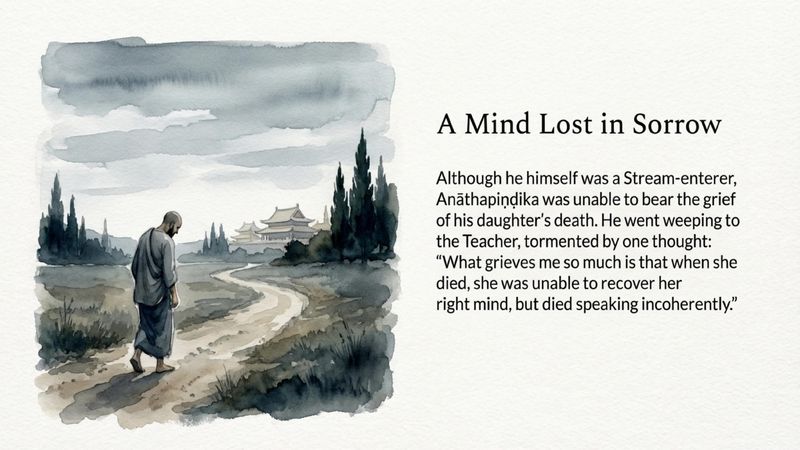 A Mind Lost in Sorrow
Although he himself was a Stream-enterer,
Anāthapiṇḍika was unable to bear the grief
of his daughter's death. He went weeping to
the Teacher, tormented by one thought:
“What grieves me so much is that when she
died, she was unable to recover her
right mind, but died speaking incoherently.”